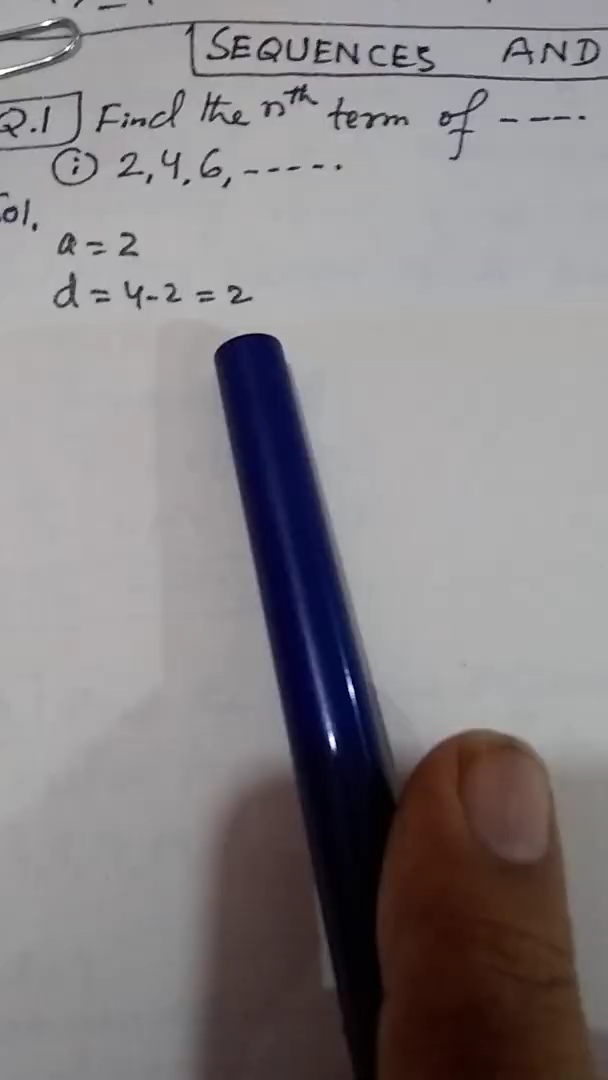 SEQUENCES AND
Q.1 Find the nth term of ----.
(i) 2, 4, 6, -----.
Sol.
a = 2
d = 4-2 = 2